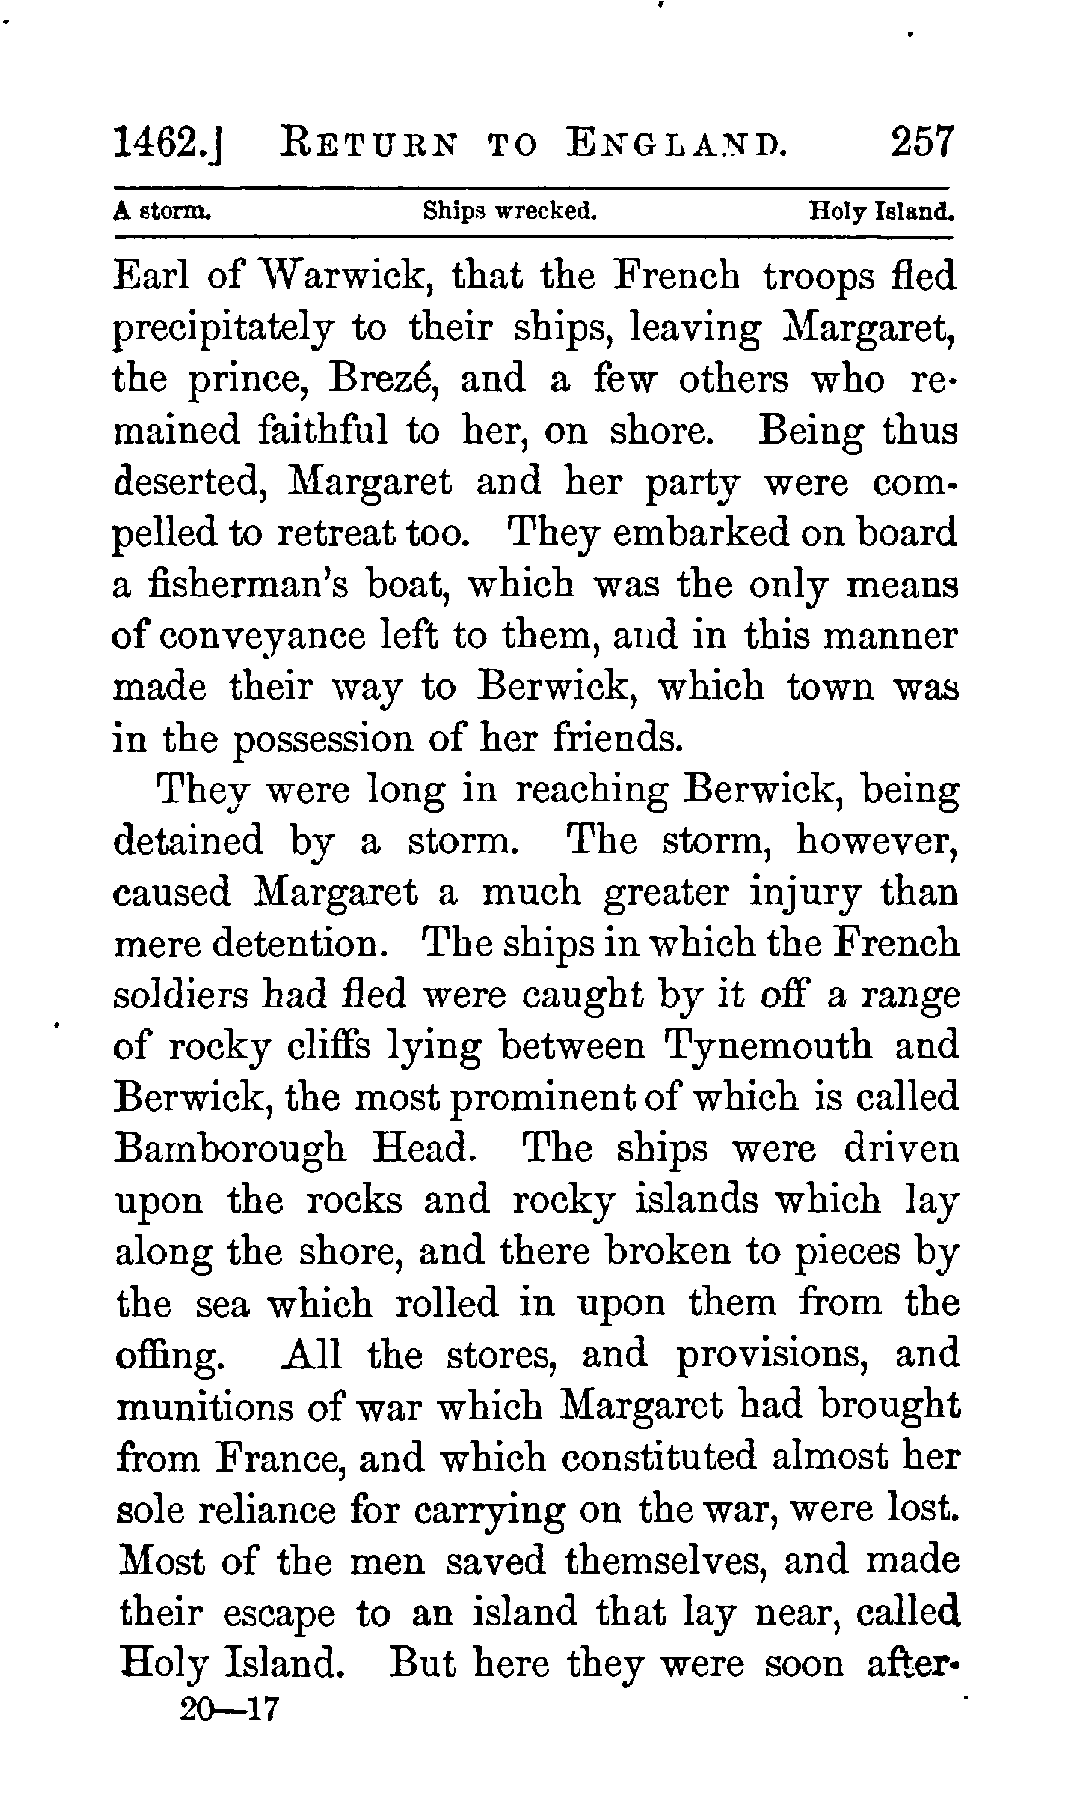 1462.] RETURN TO ENGLAND. 257
A storm. Ships wrecked. Holy Island.
Earl of Warwick, that the French troops fled
precipitately to their ships, leaving Margaret,
the prince, Brezé, and a few others who re-
mained faithful to her, on shore. Being thus
deserted, Margaret and her party were com-
pelled to retreat too. They embarked on board
a fisherman's boat, which was the only means
of conveyance left to them, and in this manner
made their way to Berwick, which town was
in the possession of her friends.
They were long in reaching Berwick, being
detained by a storm. The storm, however,
caused Margaret a much greater injury than
mere detention. The ships in which the French
soldiers had fled were caught by it off a range
of rocky cliffs lying between Tynemouth and
Berwick, the most prominent of which is called
Bamborough Head. The ships were driven
upon the rocks and rocky islands which lay
along the shore, and there broken to pieces by
the sea which rolled in upon them from the
offing. All the stores, and provisions, and
munitions of war which Margaret had brought
from France, and which constituted almost her
sole reliance for carrying on the war, were lost.
Most of the men saved themselves, and made
their escape to an island that lay near, called
Holy Island. But here they were soon after-
20—17